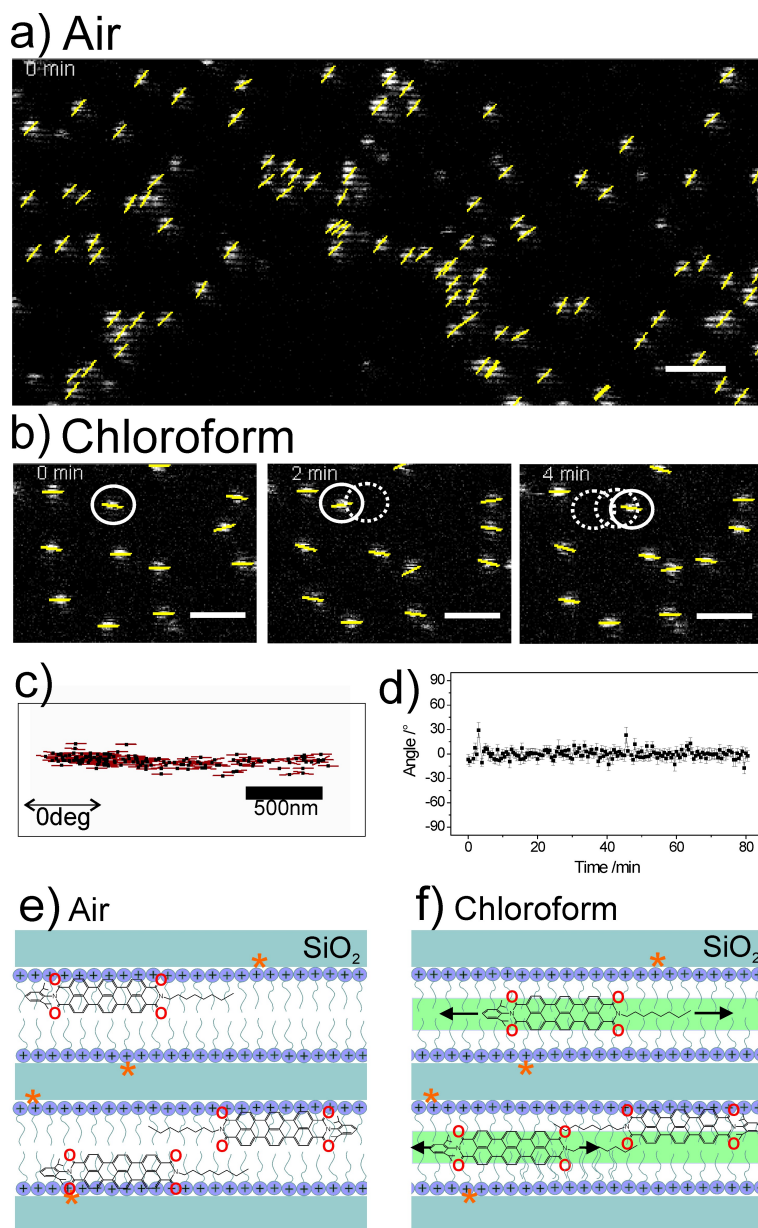 a) Air
0 min
b) Chloroform
0 min
2 min
4 min
c)
0deg
500nm
d)
Angle /°
90
60
30
0
-30
-60
-90
0
20
40
60
80
Time /min
e) Air
SiO2
*
+ + + + + + + + + + + + + + + + + + + + + +
O O
N N
O O
*
*
O O
N N
O O
O O
N N
O O
*
f) Chloroform
SiO2
*
O O
N N
O O
*
*
O O
N N
O O
O O
N N
O O
*